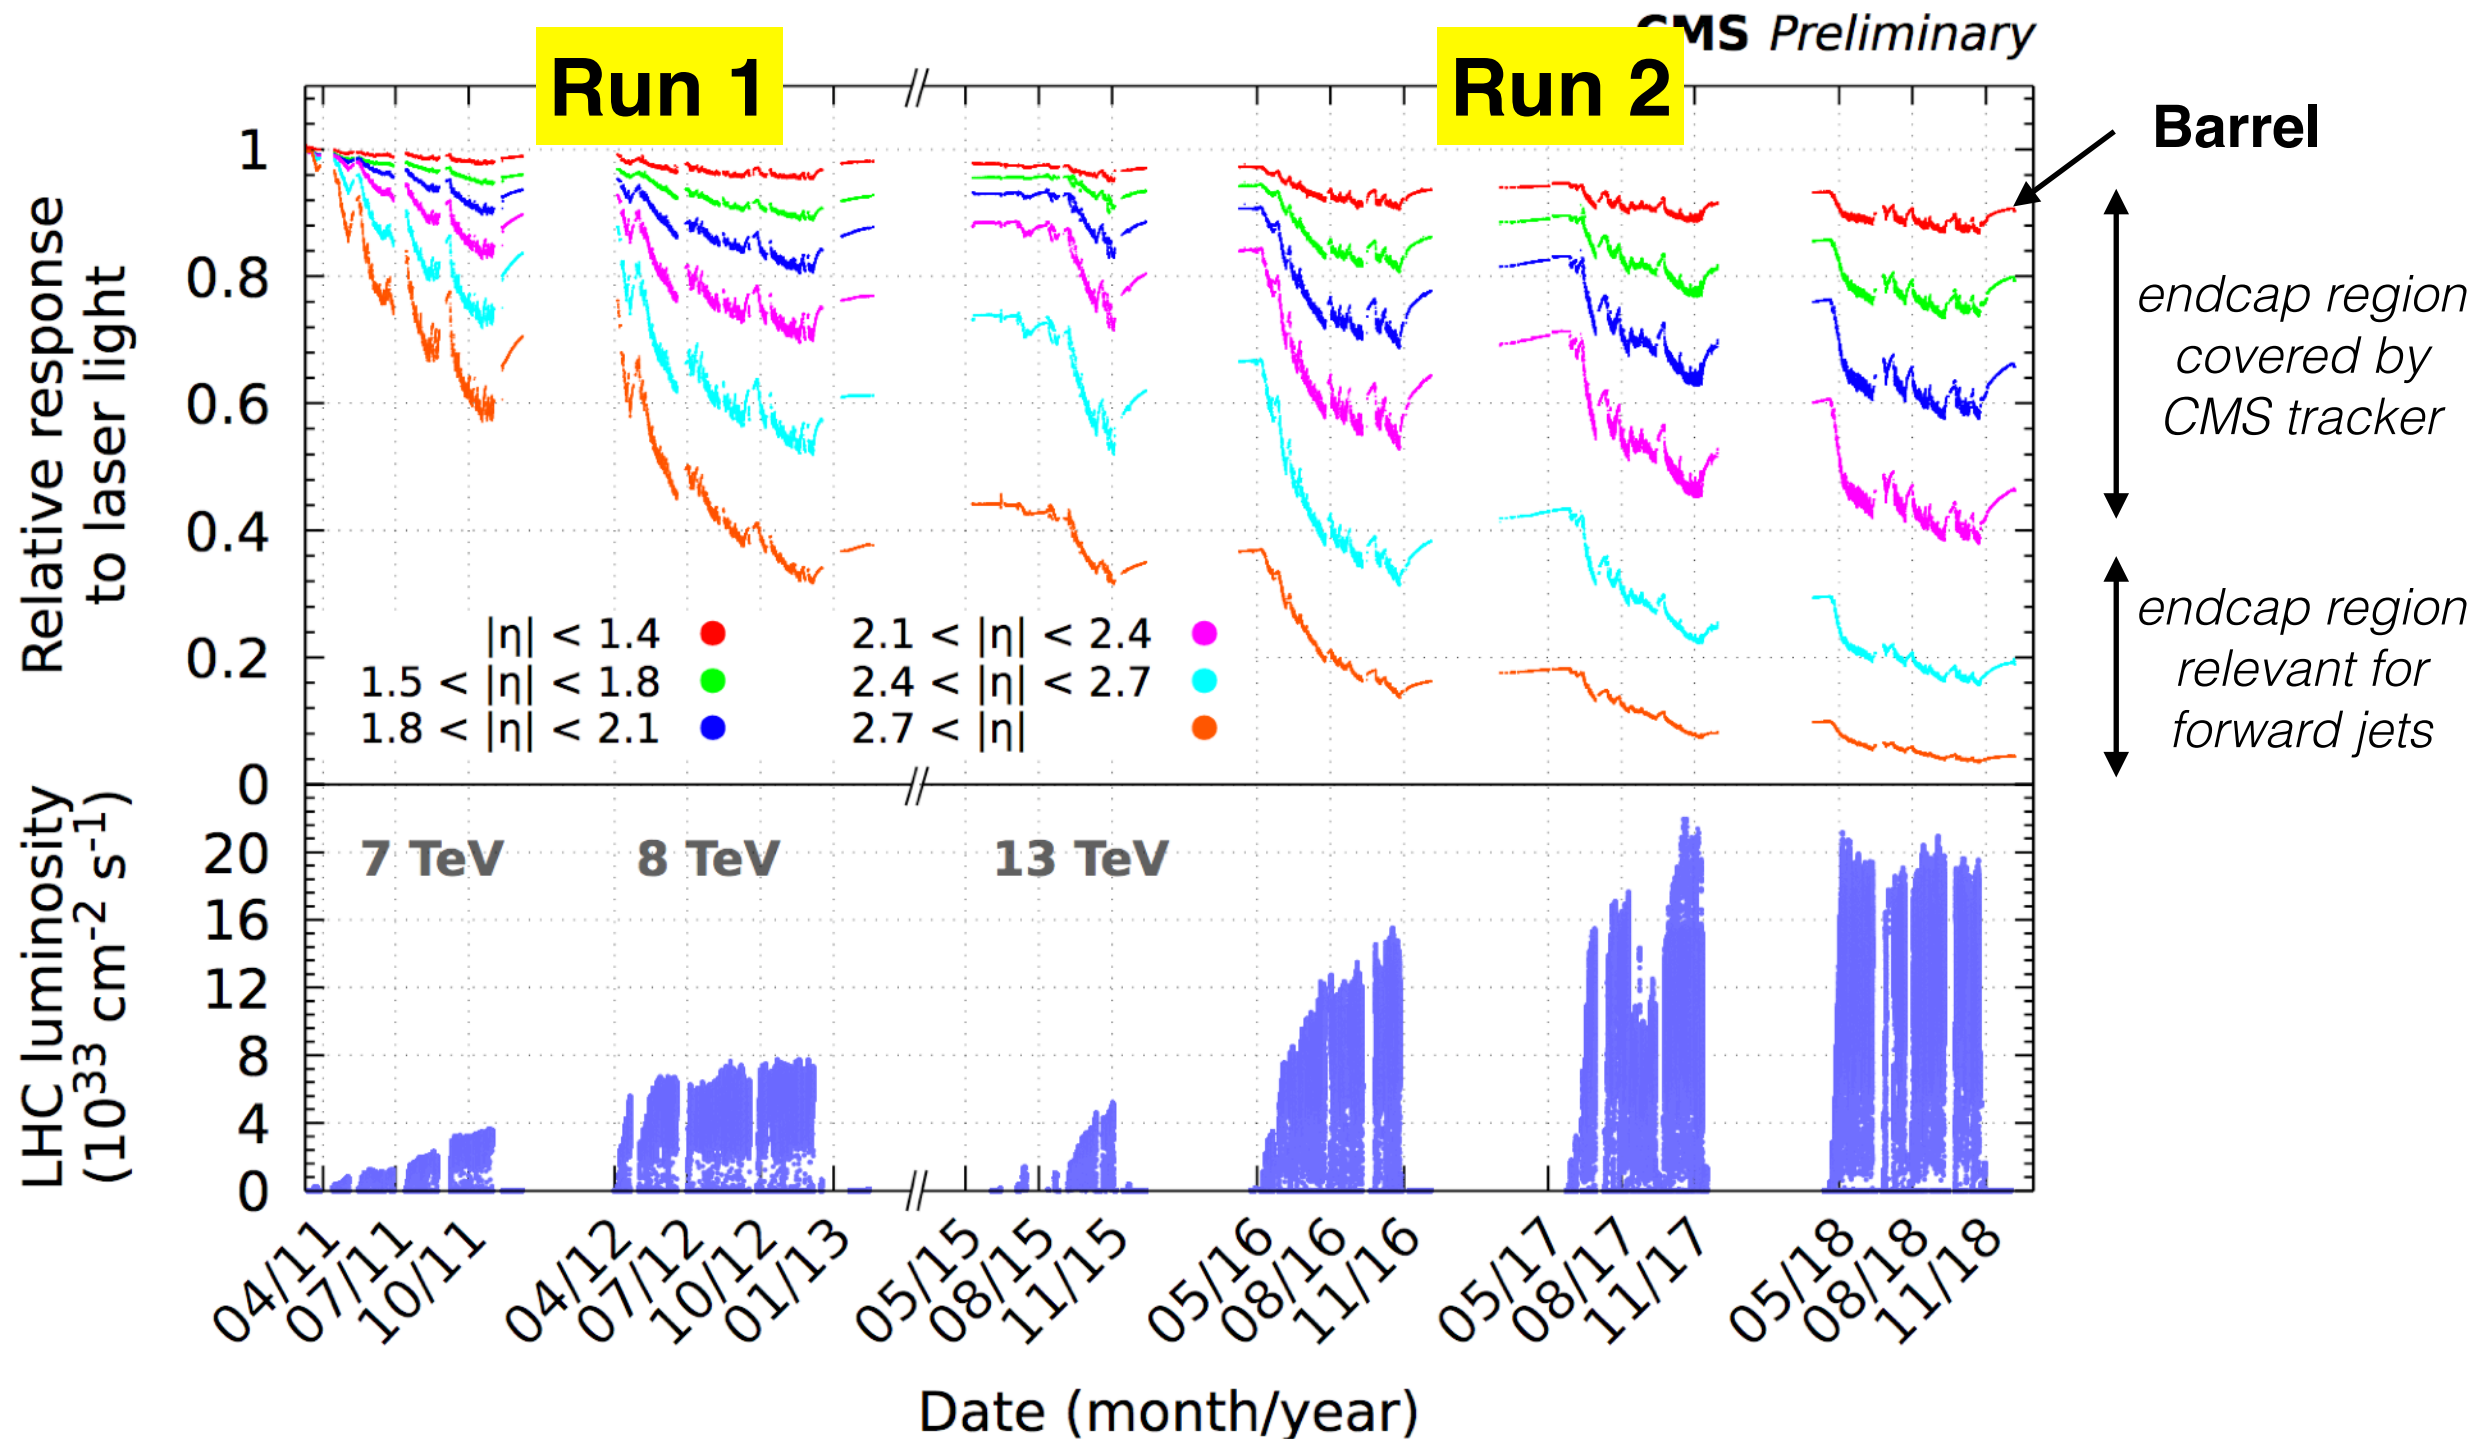 CMS Preliminary
Run 1
Run 2
Barrel
Relative response
to laser light
1
0.8
0.6
0.4
0.2
0
|η| < 1.4
1.5 < |η| < 1.8
1.8 < |η| < 2.1
2.1 < |η| < 2.4
2.4 < |η| < 2.7
2.7 < |η|
endcap region
covered by
CMS tracker
endcap region
relevant for
forward jets
LHC luminosity
(10³³ cm⁻² s⁻¹)
20
16
12
8
4
0
7 TeV
8 TeV
13 TeV
04/11
07/11
10/11
04/12
07/12
10/12
01/13
05/15
08/15
11/15
05/16
08/16
11/16
05/17
08/17
11/17
05/18
08/18
11/18
Date (month/year)